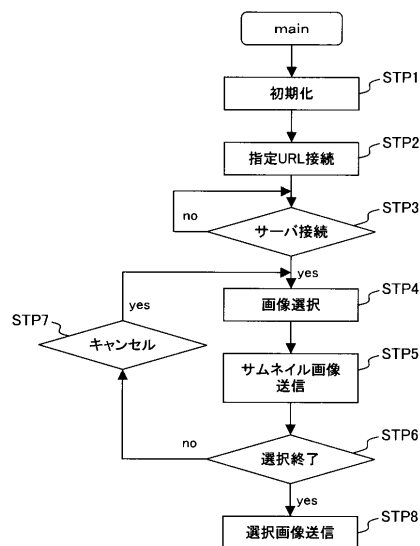 main
STP1
初期化
STP2
指定URL接続
STP3
no
サーバ接続
yes
STP4
yes
画像選択
STP7
キャンセル
STP5
サムネイル画像
送信
STP6
no
選択終了
yes
STP8
選択画像送信